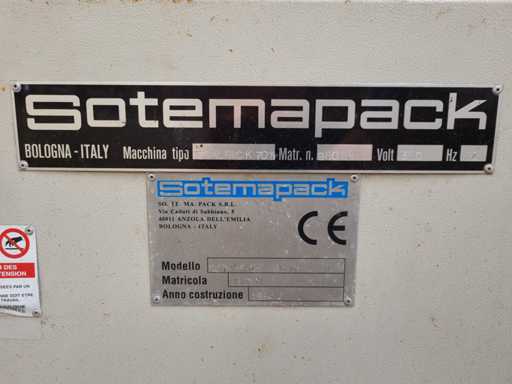 sotemapack
BOLOGNA - ITALY Macchina tipo Matr. n. Volt Hz
sotemapack
SO. TE. MA. PACK S.R.L.
Via Caduti di Sabbiuno, 5
40011 ANZOLA DELL'EMILIA
BOLOGNA - ITALY
CE
Modello
Matricola
Anno costruzione